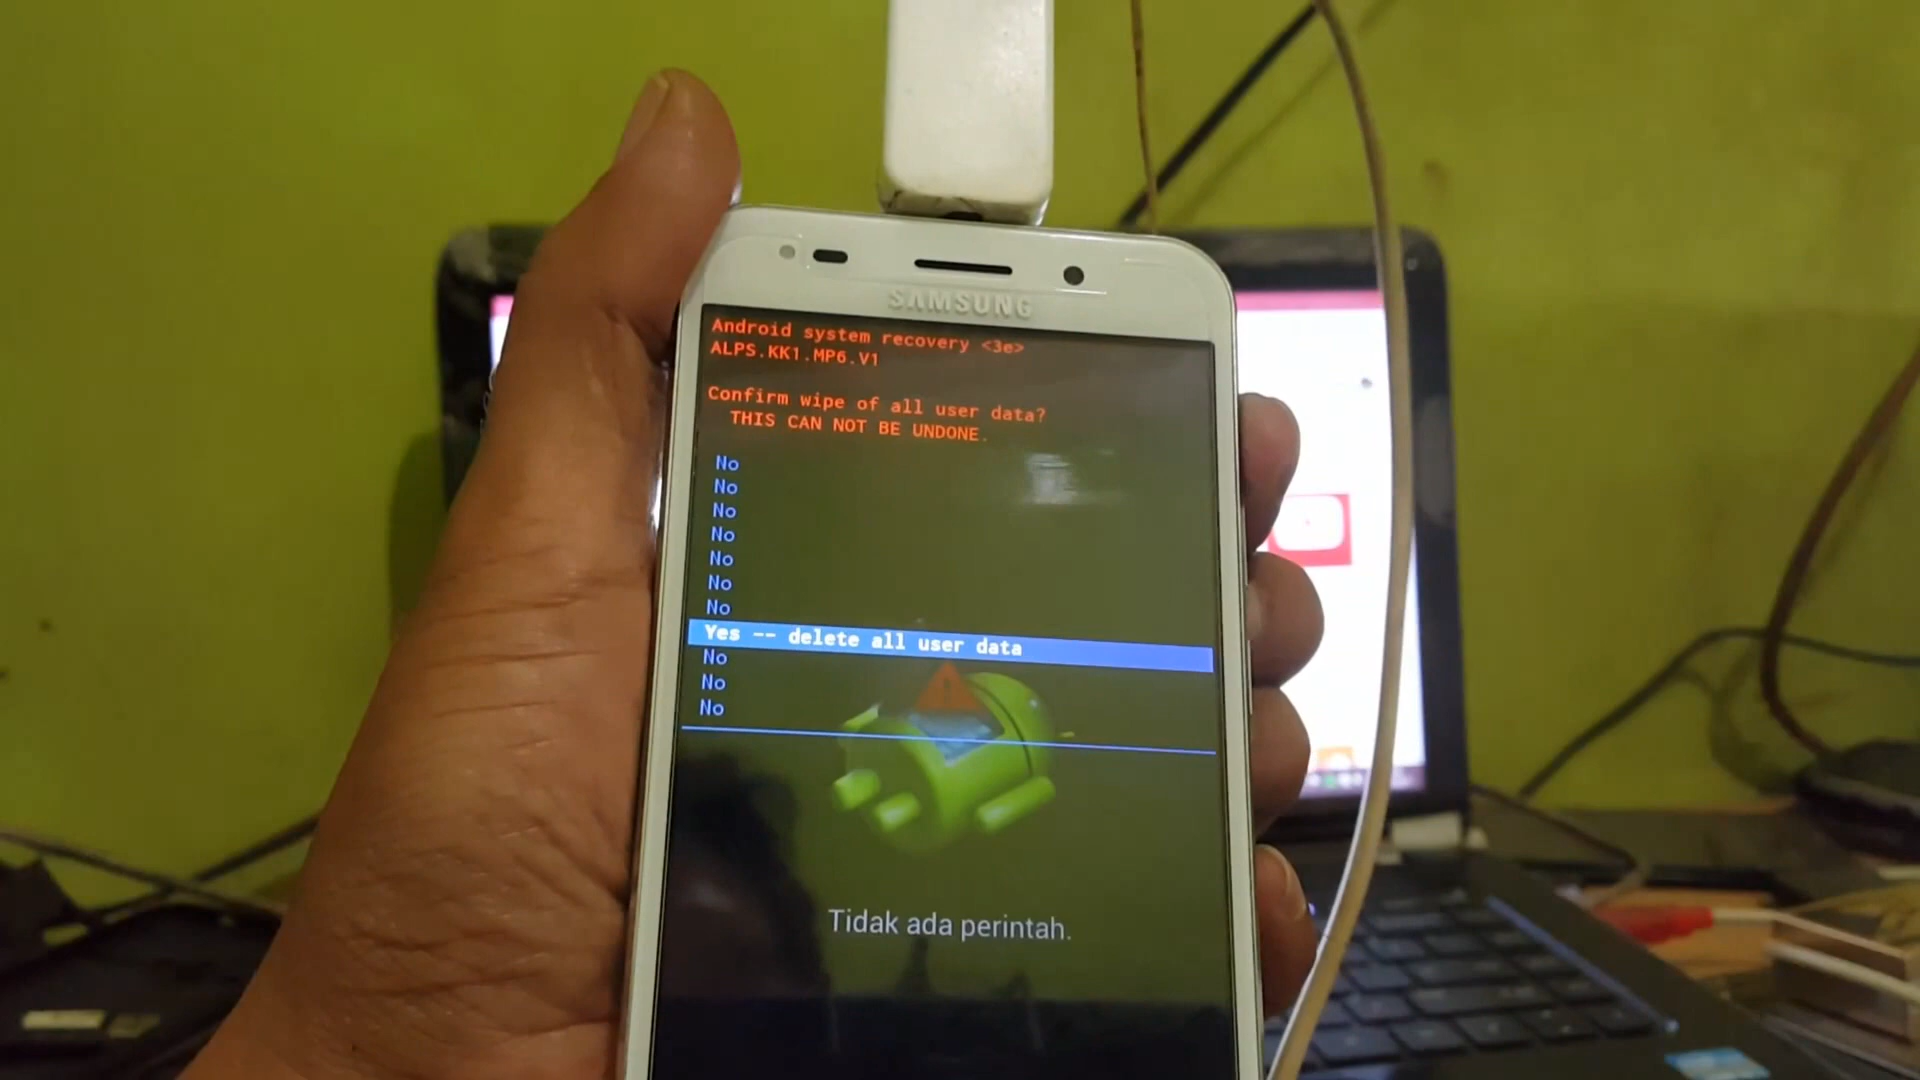 SAMSUNG
Android system recovery <3e>
ALPS.KK1.MP6.V1
Confirm wipe of all user data?
THIS CAN NOT BE UNDONE.
No
No
No
No
No
No
No
Yes -- delete all user data
No
No
No
Tidak ada perintah.